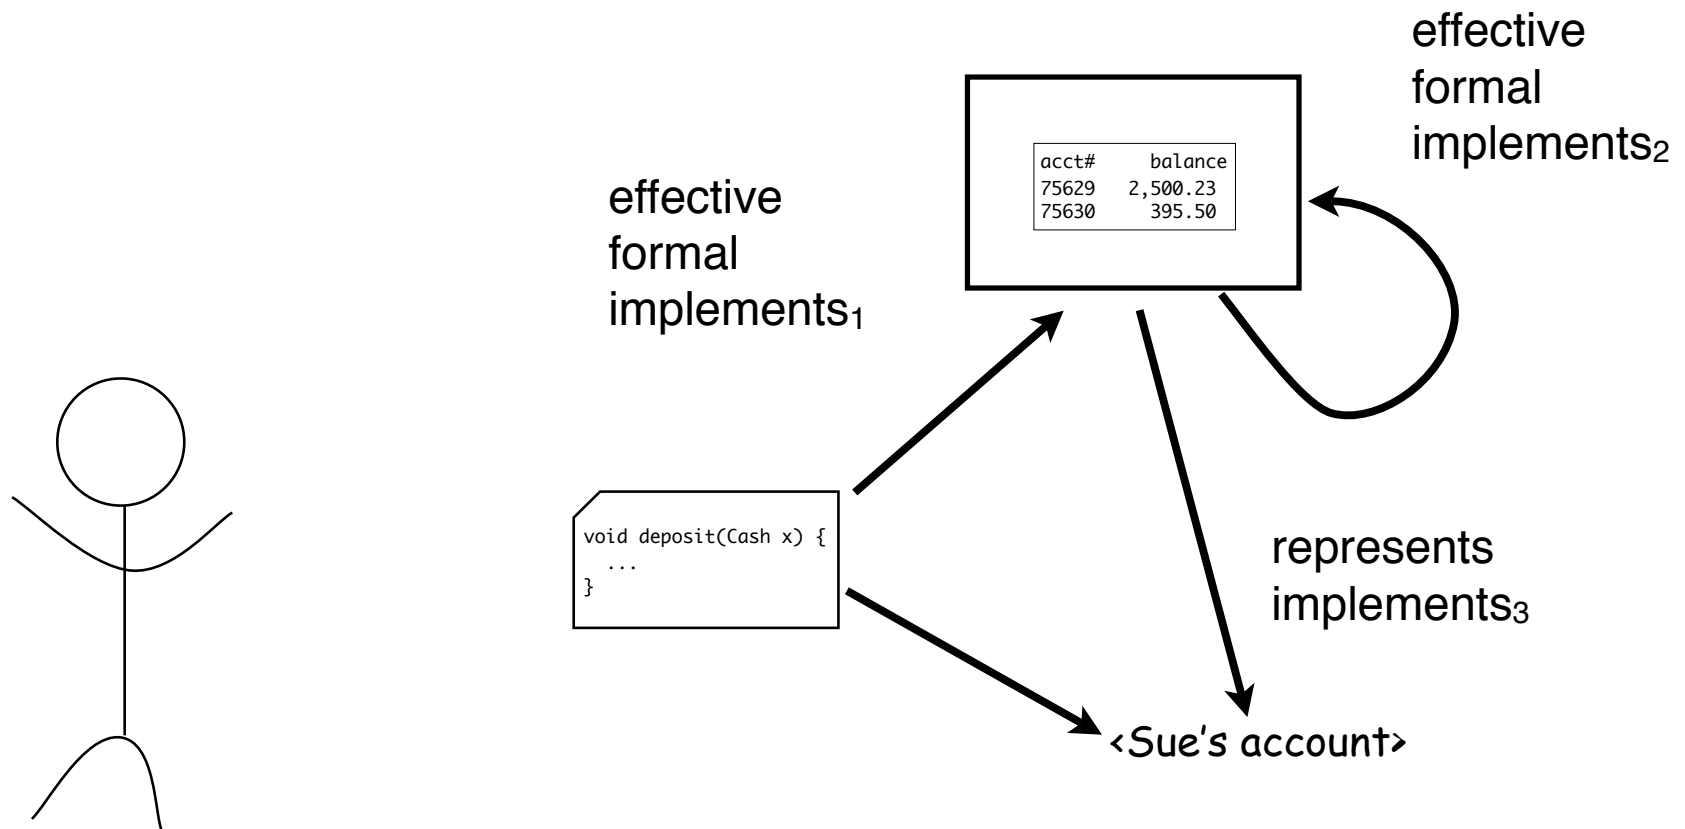 effective
formal
implements₂
acct# balance
75629 2,500.23
75630 395.50
effective
formal
implements₁
void deposit(Cash x) {
...
}
represents
implements₃
<Sue's account>